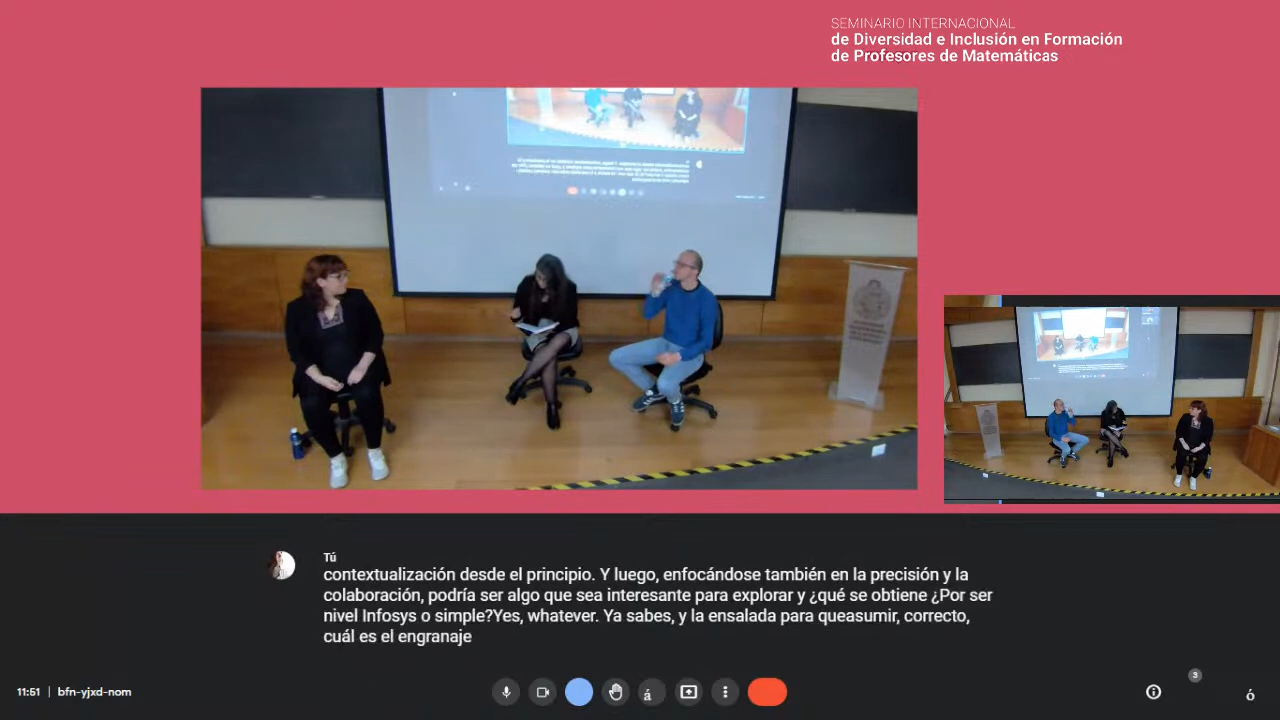 SEMINARIO INTERNACIONAL
de Diversidad e Inclusión en Formación
de Profesores de Matemáticas
Tú
contextualización desde el principio. Y luego, enfocándose también en la precisión y la
colaboración, podría ser algo que sea interesante para explorar y ¿qué se obtiene ¿Por ser
nivel Infosys o simple?Yes, whatever. Ya sabes, y la ensalada para queasumir, correcto,
cuál es el engranaje
11:51 | bfn-yjxd-nom
á
3
ó